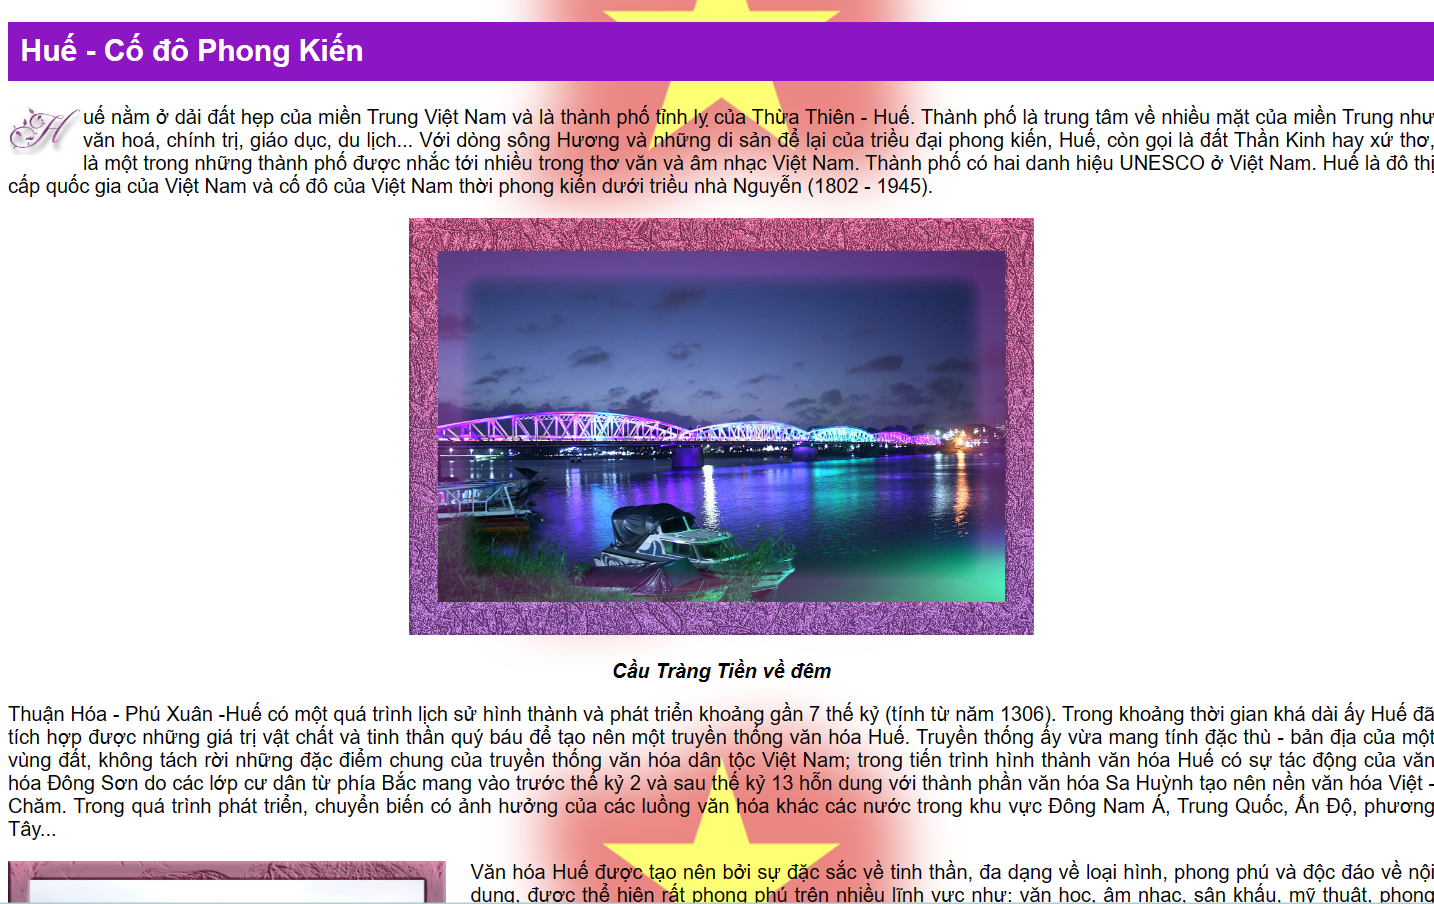 Huế - Cố đô Phong Kiến
Huế nằm ở dải đất hẹp của miền Trung Việt Nam và là thành phố tỉnh lỵ của Thừa Thiên - Huế. Thành phố là trung tâm về nhiều mặt của miền Trung như
văn hoá, chính trị, giáo dục, du lịch... Với dòng sông Hương và những di sản để lại của triều đại phong kiến, Huế, còn gọi là đất Thần Kinh hay xứ thơ,
là một trong những thành phố được nhắc tới nhiều trong thơ văn và âm nhạc Việt Nam. Thành phố có hai danh hiệu UNESCO ở Việt Nam. Huế là đô thị
cấp quốc gia của Việt Nam và cố đô của Việt Nam thời phong kiến dưới triều nhà Nguyễn (1802 - 1945).
Cầu Tràng Tiền về đêm
Thuận Hóa - Phú Xuân -Huế có một quá trình lịch sử hình thành và phát triển khoảng gần 7 thế kỷ (tính từ năm 1306). Trong khoảng thời gian khá dài ấy Huế đã
tích hợp được những giá trị vật chất và tinh thần quý báu để tạo nên một truyền thống văn hóa Huế. Truyền thống ấy vừa mang tính đặc thù - bản địa của một
vùng đất, không tách rời những đặc điểm chung của truyền thống văn hóa dân tộc Việt Nam; trong tiến trình hình thành văn hóa Huế có sự tác động của văn
hóa Đông Sơn do các lớp cư dân từ phía Bắc mang vào trước thế kỷ 2 và sau thế kỷ 13 hỗn dung với thành phần văn hóa Sa Huỳnh tạo nên nền văn hóa Việt -
Chăm. Trong quá trình phát triển, chuyển biến có ảnh hưởng của các luồng văn hóa khác các nước trong khu vực Đông Nam Á, Trung Quốc, Ấn Độ, phương
Tây...
Văn hóa Huế được tạo nên bởi sự đặc sắc về tinh thần, đa dạng về loại hình, phong phú và độc đáo về nội
dung, được thể hiện rất phong phú trên nhiều lĩnh vực như: văn học, âm nhạc, sân khấu, mỹ thuật, phong